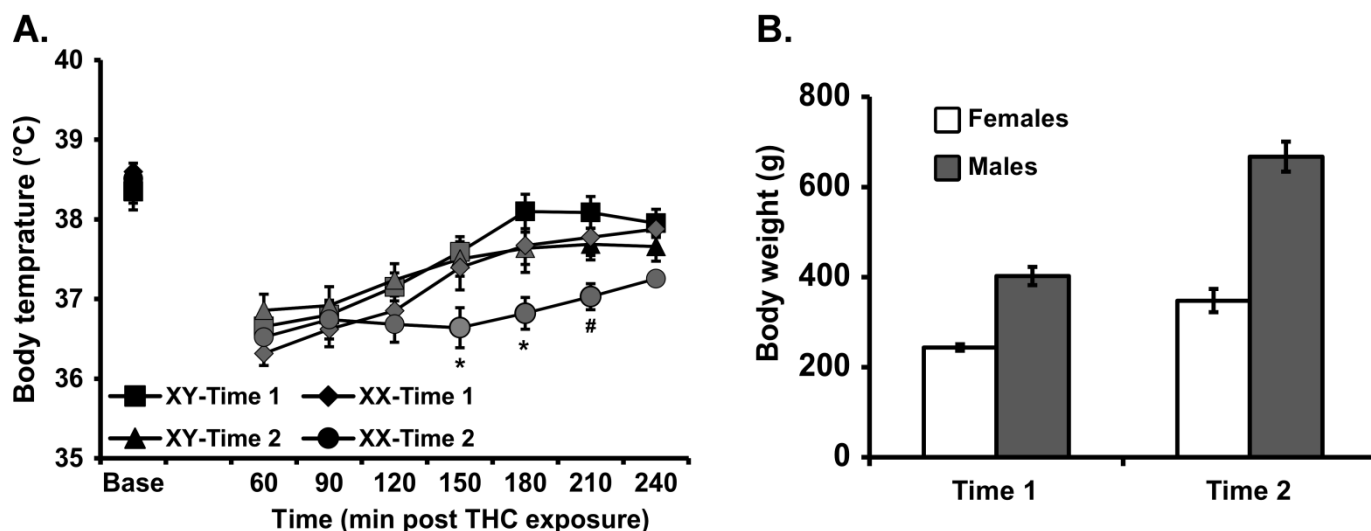 A.
Body temprature (°C)
40
39
38
37
36
35
XY-Time 1
XX-Time 1
XY-Time 2
XX-Time 2
*
*
#
Base
60
90
120
150
180
210
240
Time (min post THC exposure)
B.
Body weight (g)
800
600
400
200
0
Females
Males
Time 1
Time 2